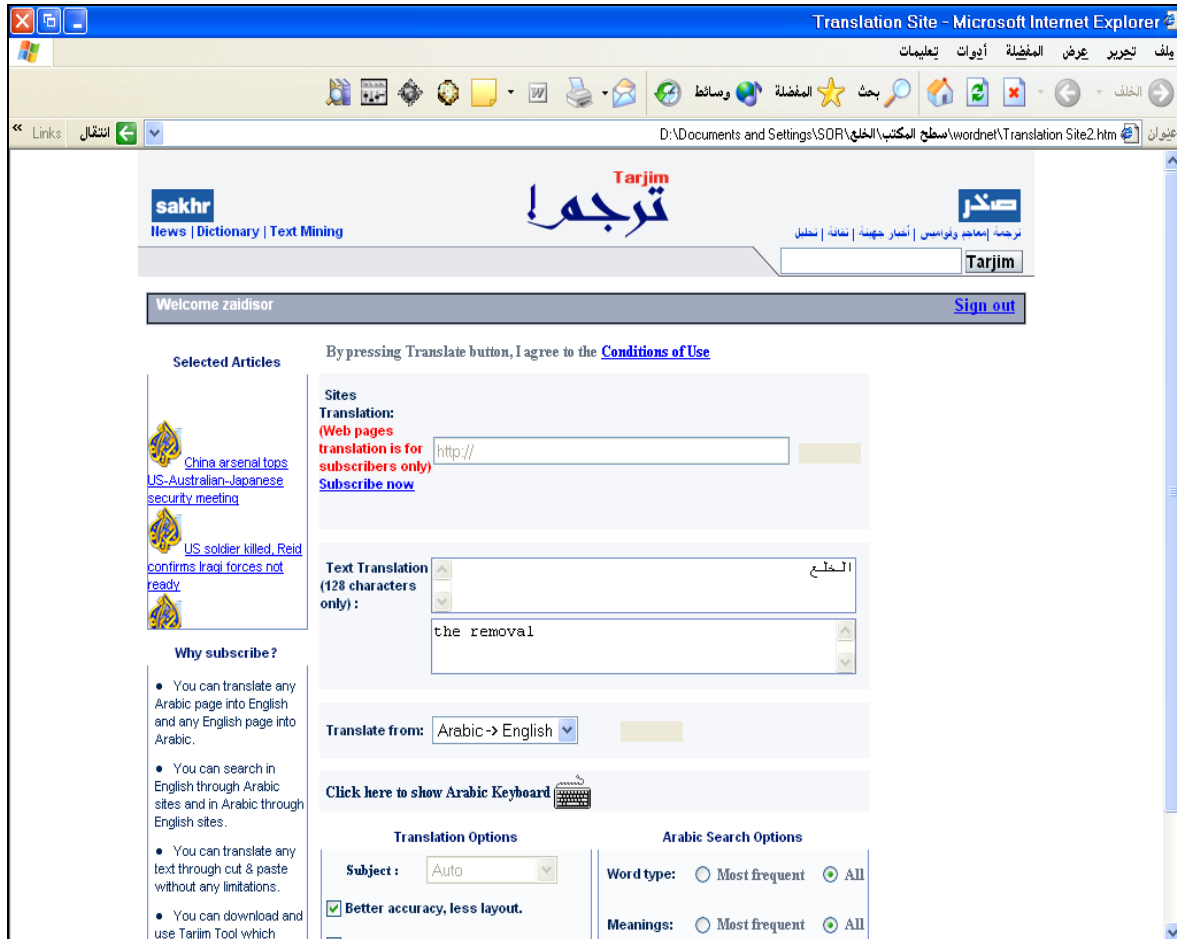 Translation Site - Microsoft Internet Explorer
ملف تحرير عرض المفضلة أدوات تعليمات
الخلف بحث المفضلة وسائط
عنوان D:\Documents and Settings\SOR\سطح المكتب\الخلع\wordnet\Translation Site2.htm انتقال Links »
sakhr
Tarjim
ترجم!
صخر
News | Dictionary | Text Mining
ترجمة |معاجم وقواميس | أخبار جهينة | ثقافة | تحليل
Tarjim
Welcome zaidisor
Sign out
By pressing Translate button, I agree to the Conditions of Use
Selected Articles
China arsenal tops
US-Australian-Japanese
security meeting
US soldier killed, Reid
confirms Iraqi forces not
ready
Sites
Translation:
(Web pages
translation is for
subscribers only)
Subscribe now
http://
Text Translation
(128 characters
only) :
الخلع
the removal
Why subscribe?
• You can translate any
Arabic page into English
and any English page into
Arabic.
• You can search in
English through Arabic
sites and in Arabic through
English sites.
• You can translate any
text through cut & paste
without any limitations.
• You can download and
use Tarjim Tool which
Translate from: Arabic -> English
Click here to show Arabic Keyboard
Translation Options
Subject : Auto
Better accuracy, less layout.
Arabic Search Options
Word type: Most frequent All
Meanings: Most frequent All